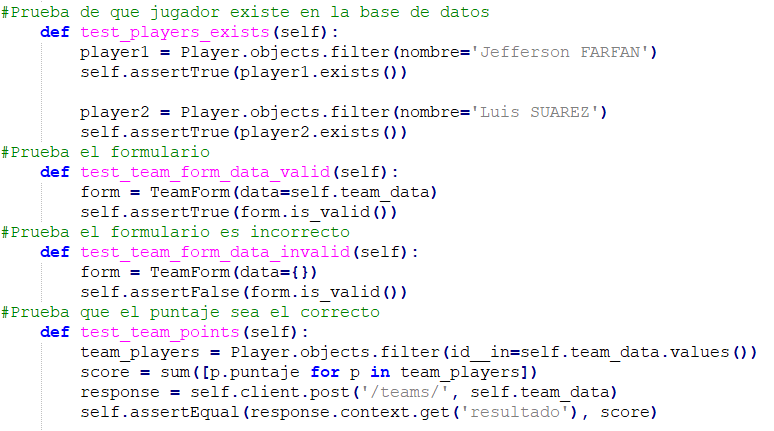 #Prueba de que jugador existe en la base de datos
    def test_players_exists(self):
        player1 = Player.objects.filter(nombre='Jefferson FARFAN')
        self.assertTrue(player1.exists())

        player2 = Player.objects.filter(nombre='Luis SUAREZ')
        self.assertTrue(player2.exists())
#Prueba el formulario
    def test_team_form_data_valid(self):
        form = TeamForm(data=self.team_data)
        self.assertTrue(form.is_valid())
#Prueba el formulario es incorrecto
    def test_team_form_data_invalid(self):
        form = TeamForm(data={})
        self.assertFalse(form.is_valid())
#Prueba que el puntaje sea el correcto
    def test_team_points(self):
        team_players = Player.objects.filter(id__in=self.team_data.values())
        score = sum([p.puntaje for p in team_players])
        response = self.client.post('/teams/', self.team_data)
        self.assertEqual(response.context.get('resultado'), score)